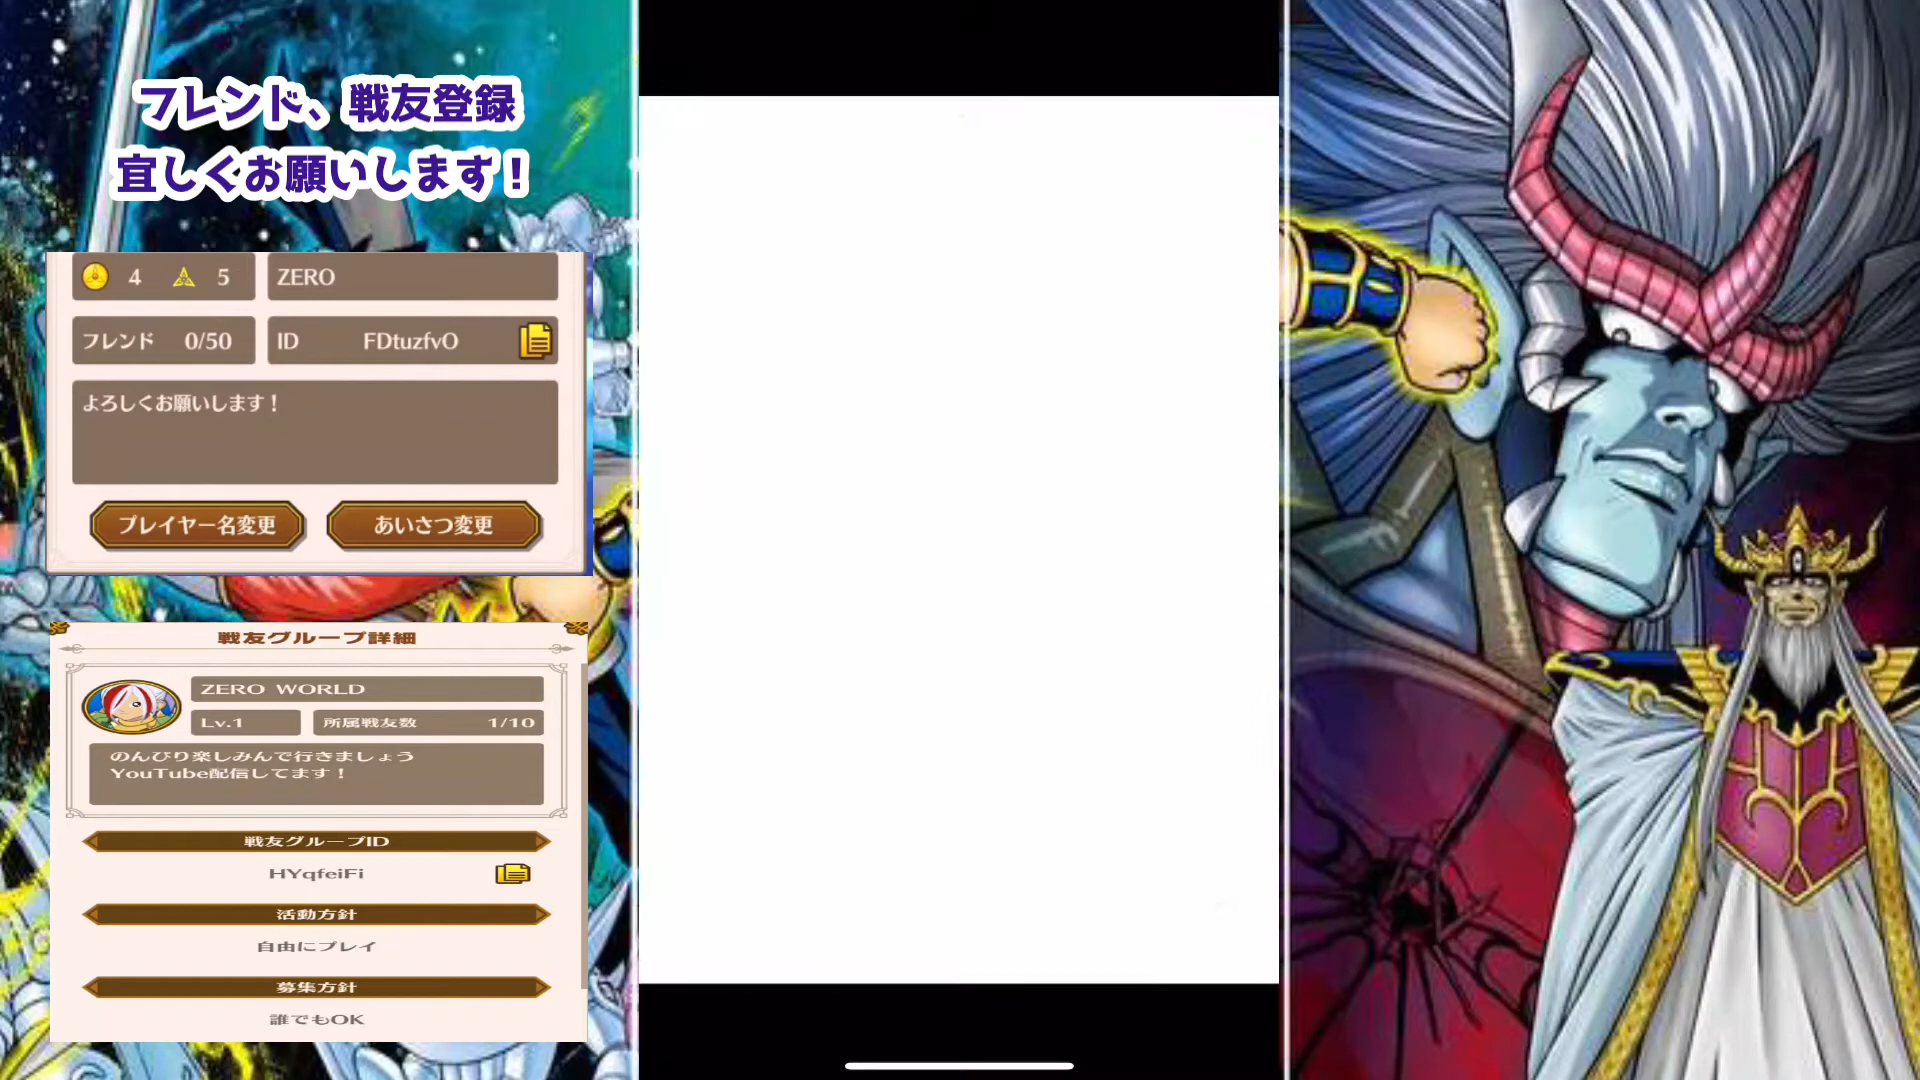 フレンド、戦友登録
宜しくお願いします！
4 5 ZERO
フレンド 0/50 ID FDtuzfvO
よろしくお願いします！
プレイヤー名変更 あいさつ変更
戦友グループ詳細
ZERO WORLD
Lv.1 所属戦友数 1/10
のんびり楽しみんで行きましょう
YouTube配信してます！
戦友グループID
HYqfeiFi
活動方針
自由にプレイ
募集方針
誰でもOK